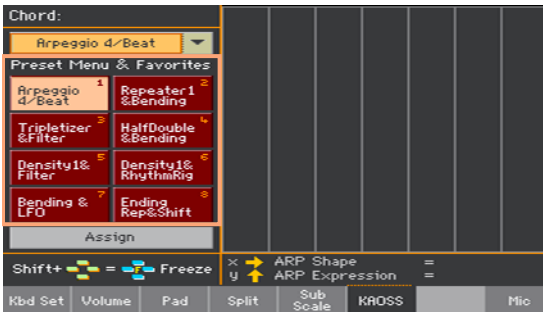 Chord:
Arpeggio 4/Beat
Preset Menu & Favorites
Arpeggio 4/Beat 1
Repeater1 &Bending 2
Tripletizer &Filter 3
HalfDouble &Bending 4
Density1& Filter 5
Density1& RhythmRig 6
Bending & LFO 7
Ending Rep&Shift 8
Assign
Shift+ = F Freeze
x ARP Shape =
y ARP Expression =
Kbd Set Volume Pad Split Sub Scale KAOSS Mic